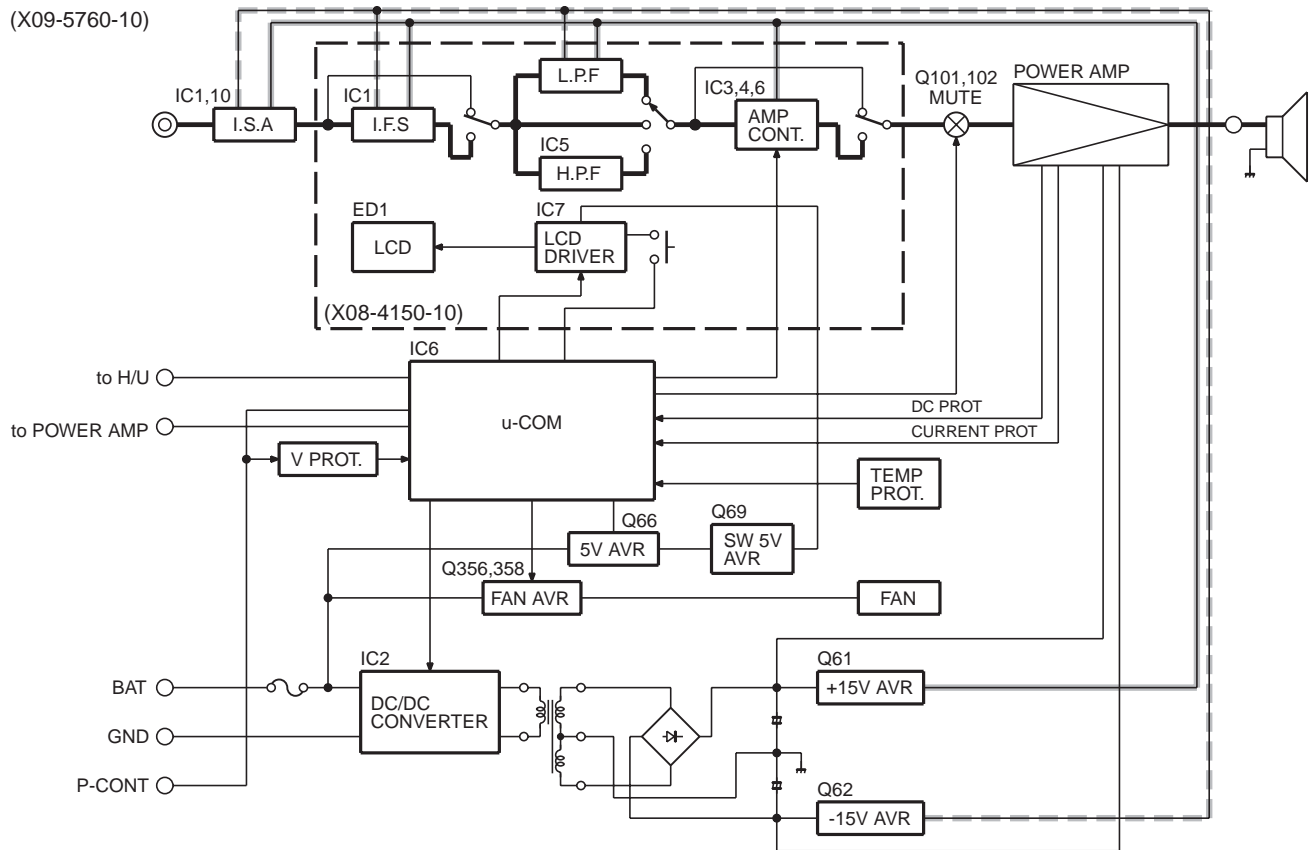 (X09-5760-10)
IC1,10
I.S.A
IC1
I.F.S
L.P.F
IC5
H.P.F
IC3,4,6
AMP
CONT.
Q101,102
MUTE
POWER AMP
ED1
LCD
IC7
LCD
DRIVER
(X08-4150-10)
IC6
u-COM
to H/U
to POWER AMP
V PROT.
DC PROT
CURRENT PROT
TEMP
PROT.
Q66
5V AVR
Q69
SW 5V
AVR
Q356,358
FAN AVR
FAN
BAT
GND
P-CONT
IC2
DC/DC
CONVERTER
Q61
+15V AVR
Q62
-15V AVR